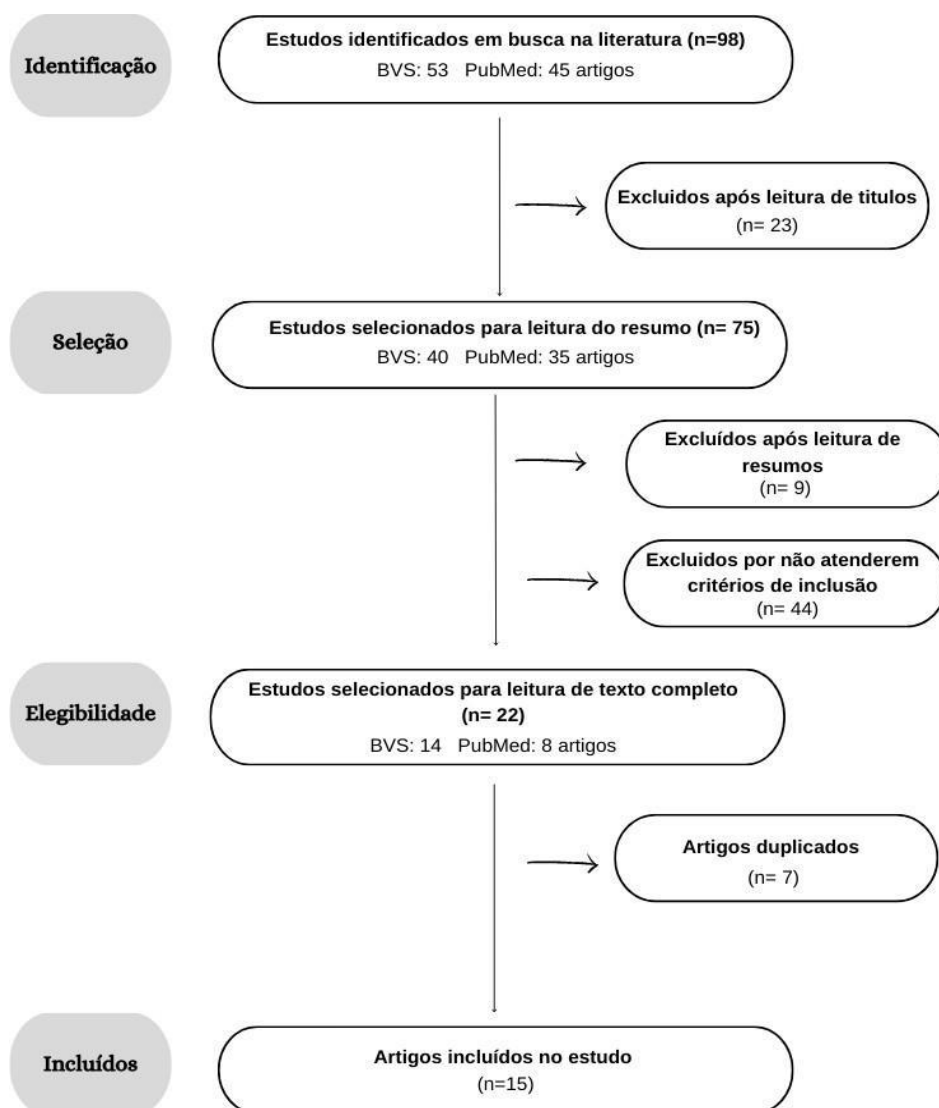 Identificação
Estudos identificados em busca na literatura (n=98)
BVS: 53 PubMed: 45 artigos
Excluidos após leitura de titulos
(n= 23)
Seleção
Estudos selecionados para leitura do resumo (n= 75)
BVS: 40 PubMed: 35 artigos
Excluídos após leitura de
resumos
(n= 9)
Excluidos por não atenderem
critérios de inclusão
(n= 44)
Elegibilidade
Estudos selecionados para leitura de texto completo
(n= 22)
BVS: 14 PubMed: 8 artigos
Artigos duplicados
(n= 7)
Incluídos
Artigos incluídos no estudo
(n=15)